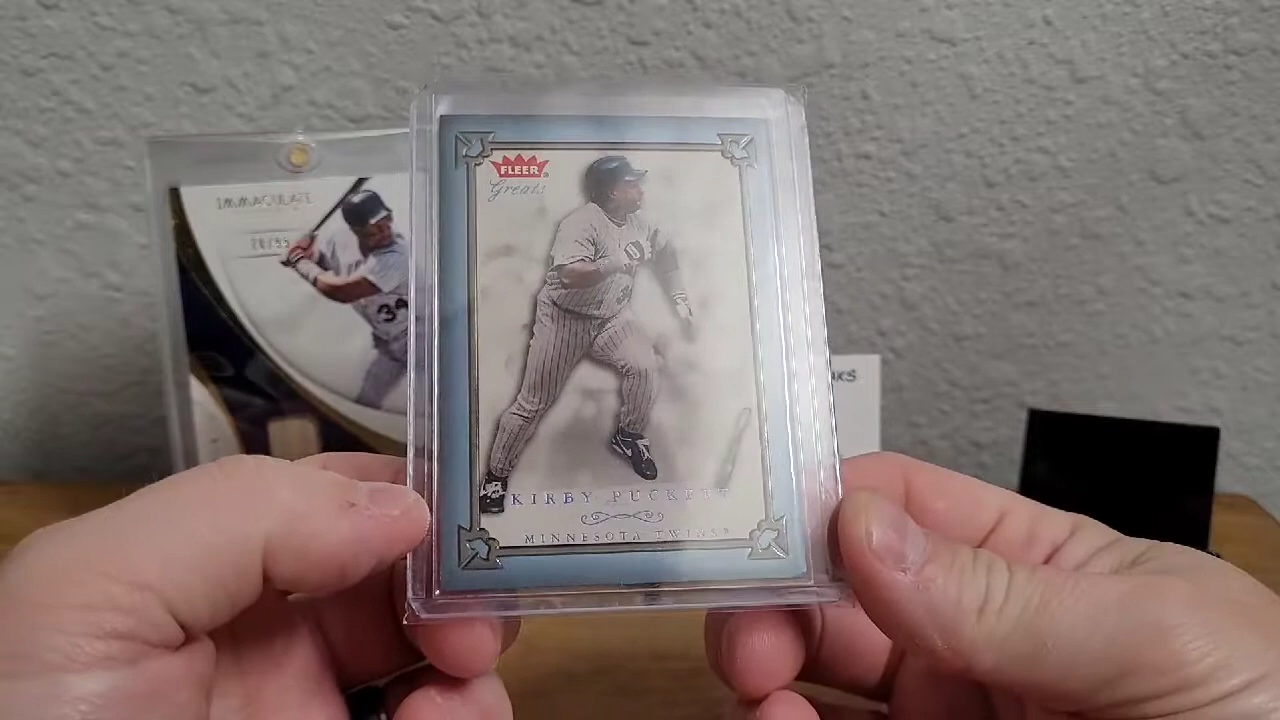 IMMACULATE
FLEER
Greats
34
KIRBY PUCKETT
MINNESOTA TWINS